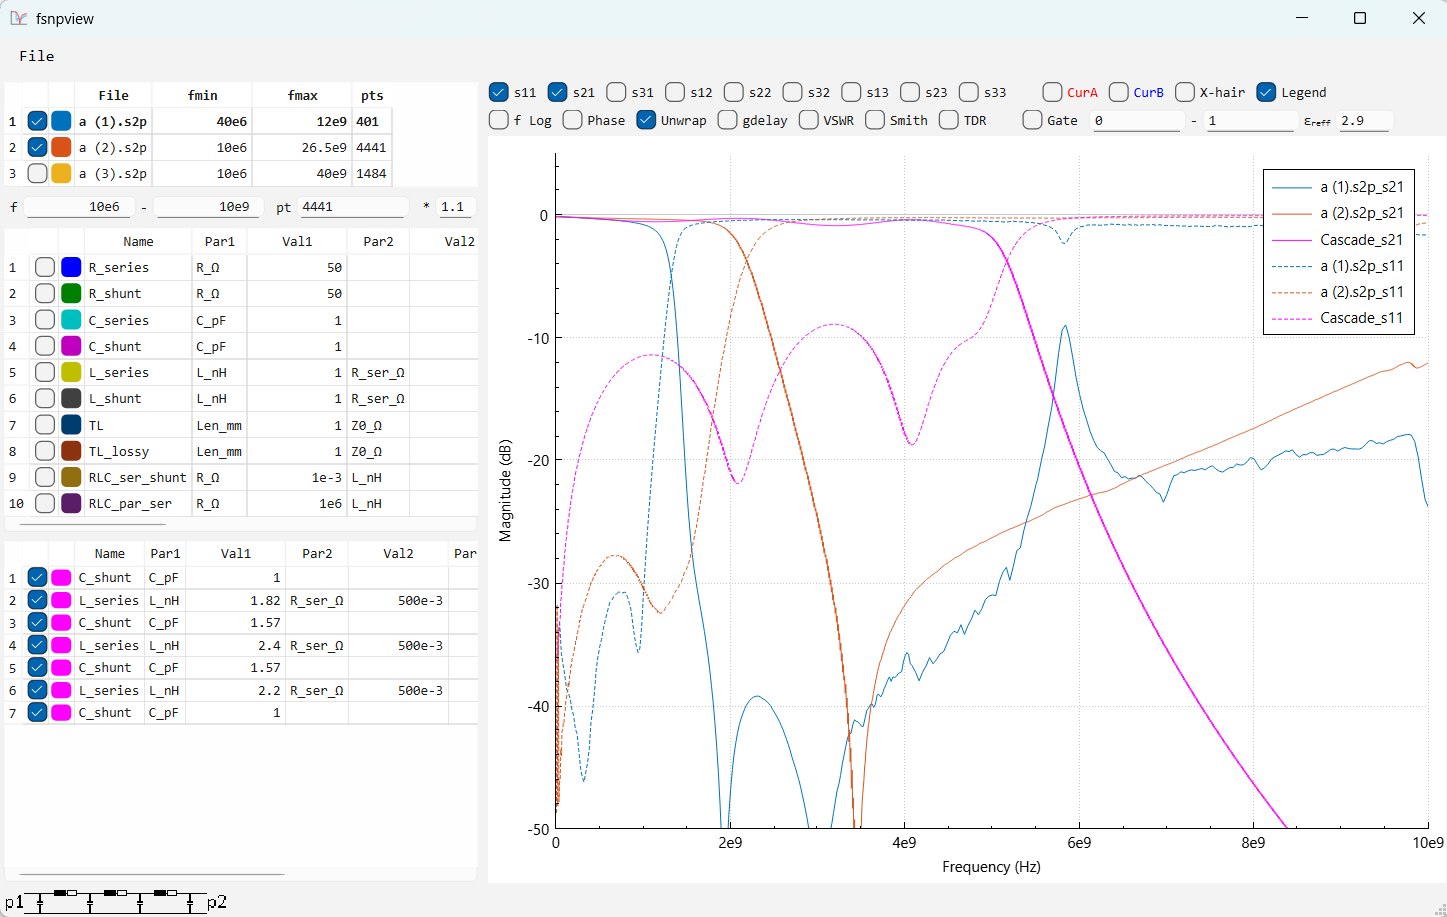 fsnpview
File
File fmin fmax pts
1 a (1).s2p 40e6 12e9 401
2 a (2).s2p 10e6 26.5e9 4441
3 a (3).s2p 10e6 40e9 1484
f 10e6 - 10e9 pt 4441 * 1.1
Name Par1 Val1 Par2 Val2
1 R_series R_Ω 50
2 R_shunt R_Ω 50
3 C_series C_pF 1
4 C_shunt C_pF 1
5 L_series L_nH 1 R_ser_Ω
6 L_shunt L_nH 1 R_ser_Ω
7 TL Len_mm 1 Z0_Ω
8 TL_lossy Len_mm 1 Z0_Ω
9 RLC_ser_shunt R_Ω 1e-3 L_nH
10 RLC_par_ser R_Ω 1e6 L_nH
Name Par1 Val1 Par2 Val2 Par
1 C_shunt C_pF 1
2 L_series L_nH 1.82 R_ser_Ω 500e-3
3 C_shunt C_pF 1.57
4 L_series L_nH 2.4 R_ser_Ω 500e-3
5 C_shunt C_pF 1.57
6 L_series L_nH 2.2 R_ser_Ω 500e-3
7 C_shunt C_pF 1
p1 p2
s11 s21 s31 s12 s22 s32 s13 s23 s33 CurA CurB X-hair Legend
f Log Phase Unwrap gdelay VSWR Smith TDR Gate 0 - 1 εreff 2.9
a (1).s2p_s21
a (2).s2p_s21
Cascade_s21
a (1).s2p_s11
a (2).s2p_s11
Cascade_s11
Magnitude (dB)
0
-10
-20
-30
-40
-50
0 2e9 4e9 6e9 8e9 10e9
Frequency (Hz)